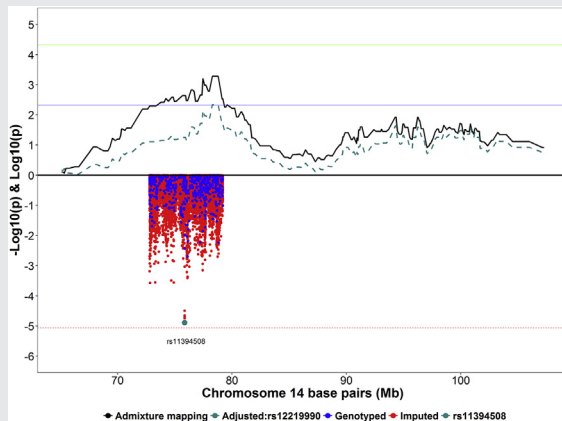 5
4
3
2
1
0
-1
-2
-3
-4
-5
-6
-Log10(p) & Log10(p)
rs11394508
70 80 90 100
Chromosome 14 base pairs (Mb)
Admixture mapping Adjusted:rs12219990 Genotyped Imputed rs11394508